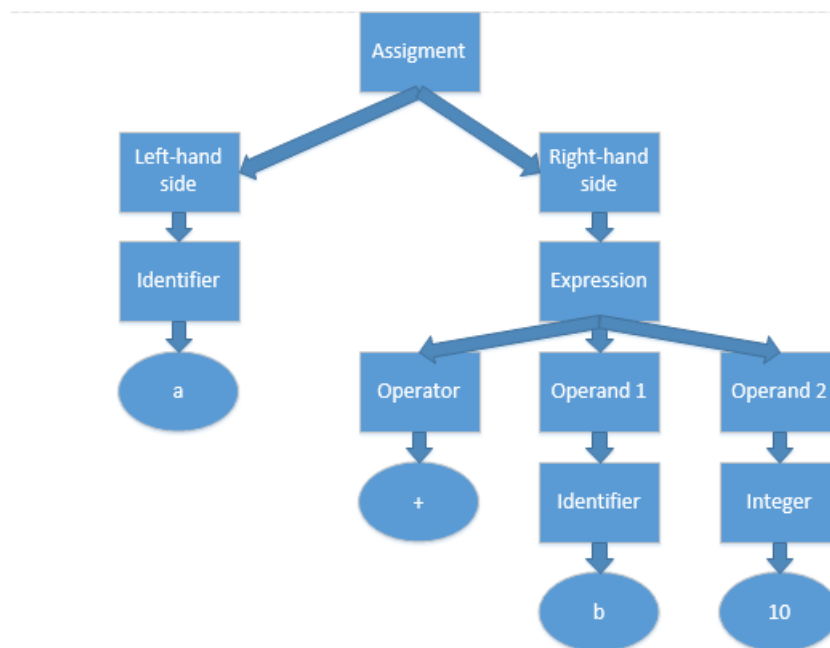 Assigment
Left-hand
side
Right-hand
side
Identifier
Expression
a
Operator
Operand 1
Operand 2
+
Identifier
Integer
b
10